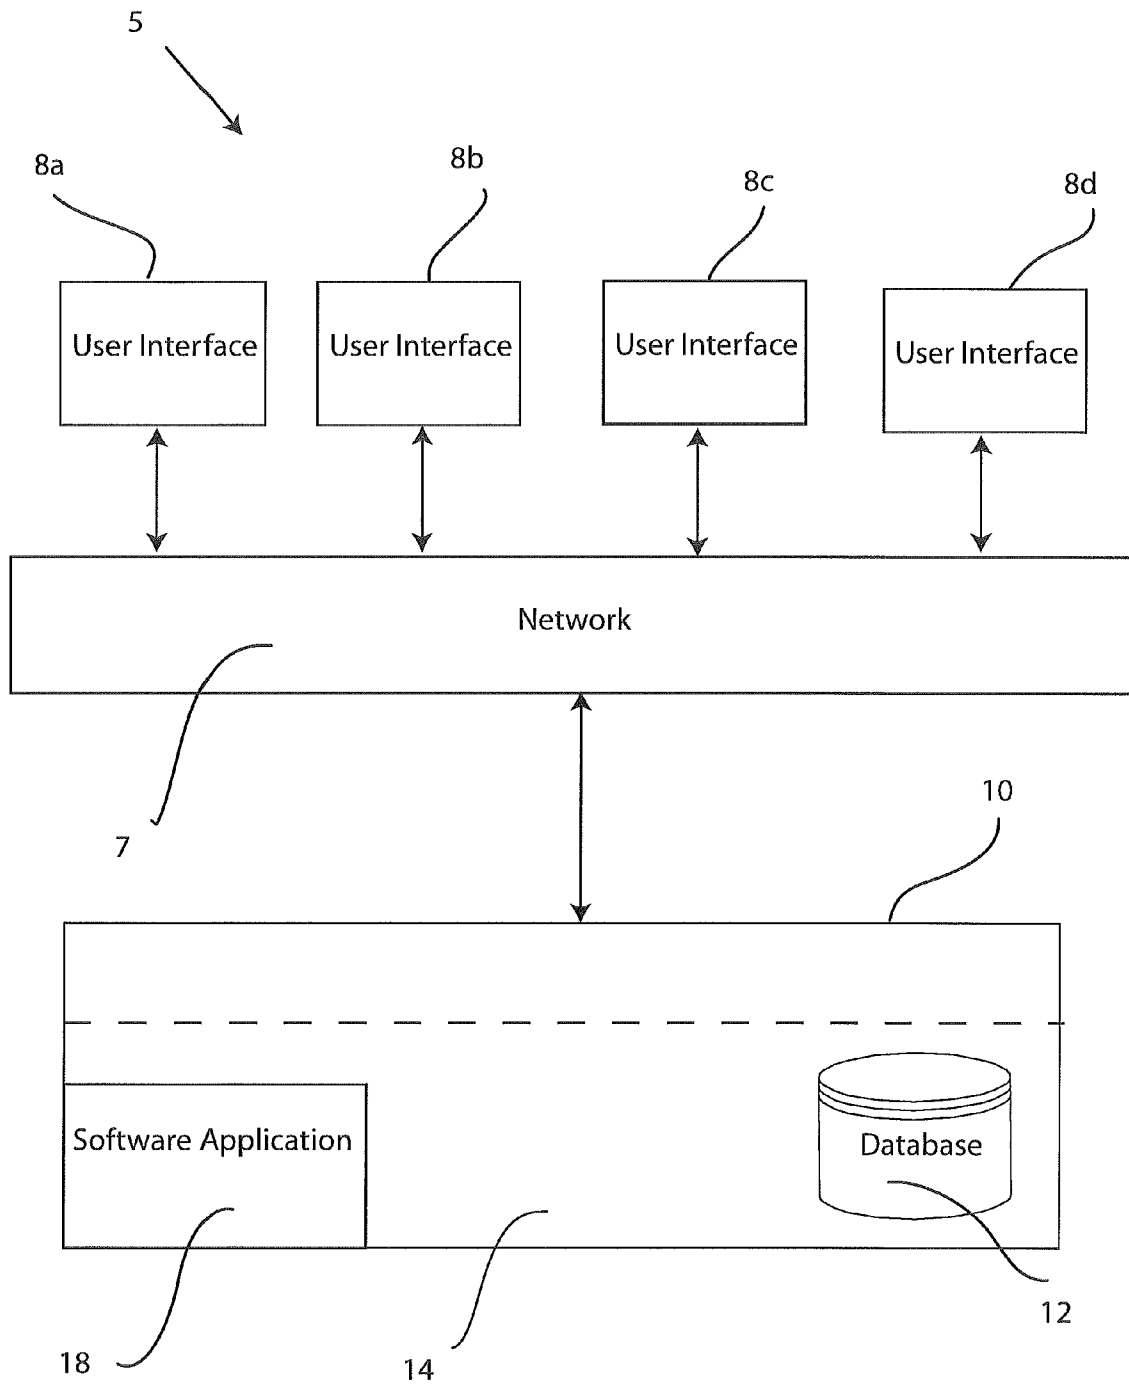 5
8a
8b
8c
8d
User Interface
User Interface
User Interface
User Interface
Network
7
10
Software Application
Database
12
18
14